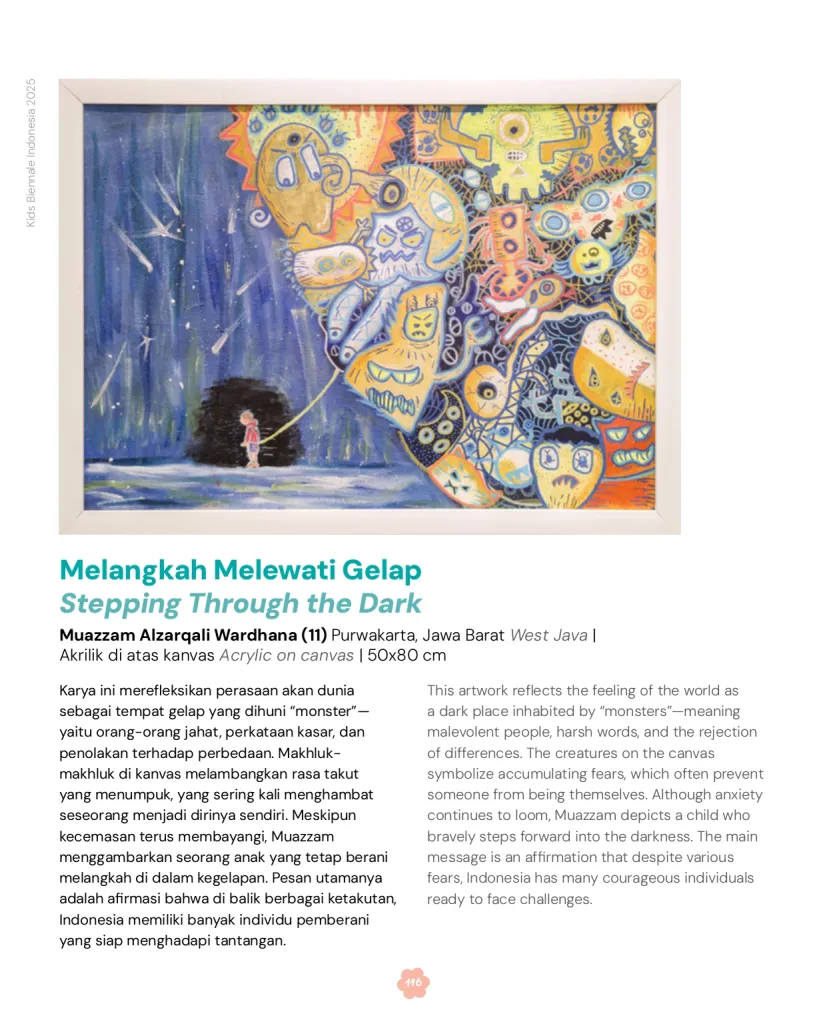 Kids Biennale Indonesia 2025
Melangkah Melewati Gelap
Stepping Through the Dark
Muazzam Alzarqali Wardhana (11) Purwakarta, Jawa Barat West Java |
Akrilik di atas kanvas Acrylic on canvas | 50x80 cm
Karya ini merefleksikan perasaan akan dunia
sebagai tempat gelap yang dihuni “monster”—
yaitu orang-orang jahat, perkataan kasar, dan
penolakan terhadap perbedaan. Makhluk-
makhluk di kanvas melambangkan rasa takut
yang menumpuk, yang sering kali menghambat
seseorang menjadi dirinya sendiri. Meskipun
kecemasan terus membayangi, Muazzam
menggambarkan seorang anak yang tetap berani
melangkah di dalam kegelapan. Pesan utamanya
adalah afirmasi bahwa di balik berbagai ketakutan,
Indonesia memiliki banyak individu pemberani
yang siap menghadapi tantangan.
This artwork reflects the feeling of the world as
a dark place inhabited by “monsters”—meaning
malevolent people, harsh words, and the rejection
of differences. The creatures on the canvas
symbolize accumulating fears, which often prevent
someone from being themselves. Although anxiety
continues to loom, Muazzam depicts a child who
bravely steps forward into the darkness. The main
message is an affirmation that despite various
fears, Indonesia has many courageous individuals
ready to face challenges.
116